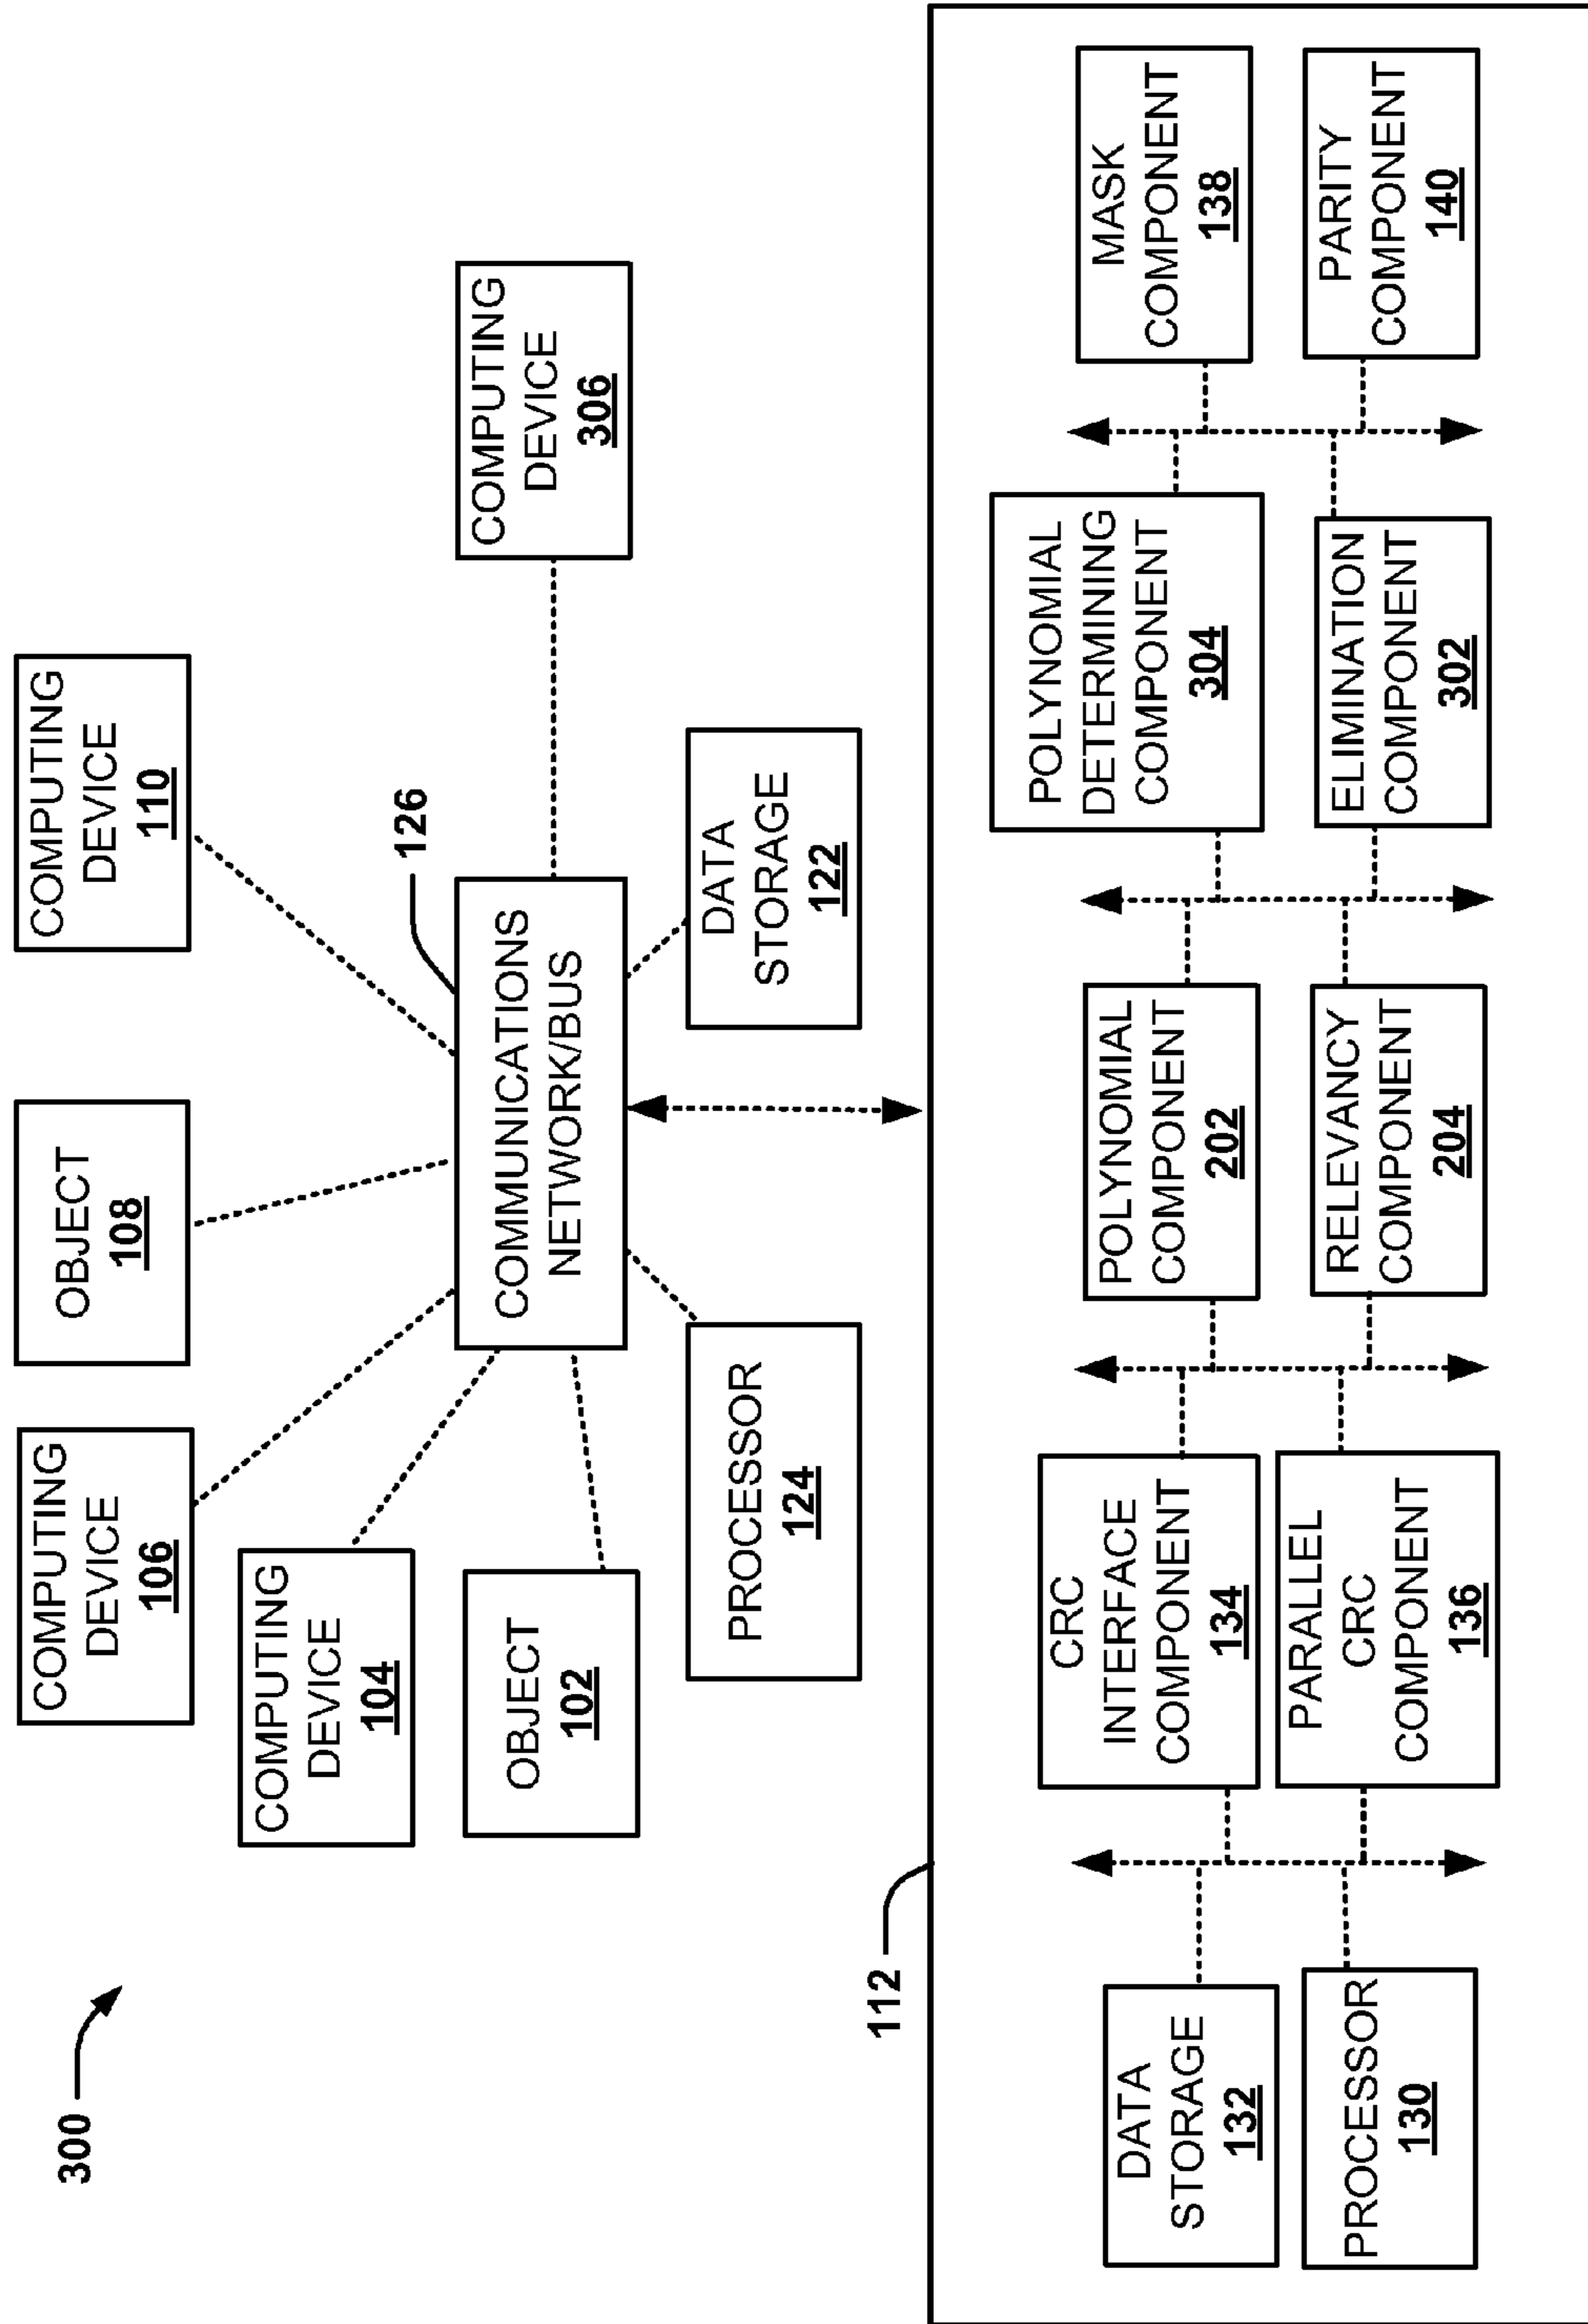 300
COMPUTING
DEVICE
106
OBJECT
108
COMPUTING
DEVICE
110
COMPUTING
DEVICE
104
126
OBJECT
102
COMMUNICATIONS
NETWORK/BUS
COMPUTING
DEVICE
306
PROCESSOR
124
DATA
STORAGE
122
112
DATA
STORAGE
132
CRC
INTERFACE
COMPONENT
134
POLYNOMIAL
COMPONENT
202
POLYNOMIAL
DETERMINING
COMPONENT
304
MASK
COMPONENT
138
PROCESSOR
130
PARALLEL
CRC
COMPONENT
136
RELEVANCY
COMPONENT
204
ELIMINATION
COMPONENT
302
PARITY
COMPONENT
140